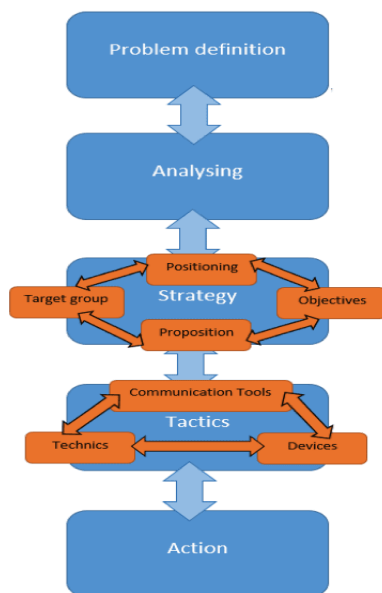 Problem definition
Analysing
Positioning
Target group
Strategy
Objectives
Proposition
Communication Tools
Tactics
Technics
Devices
Action